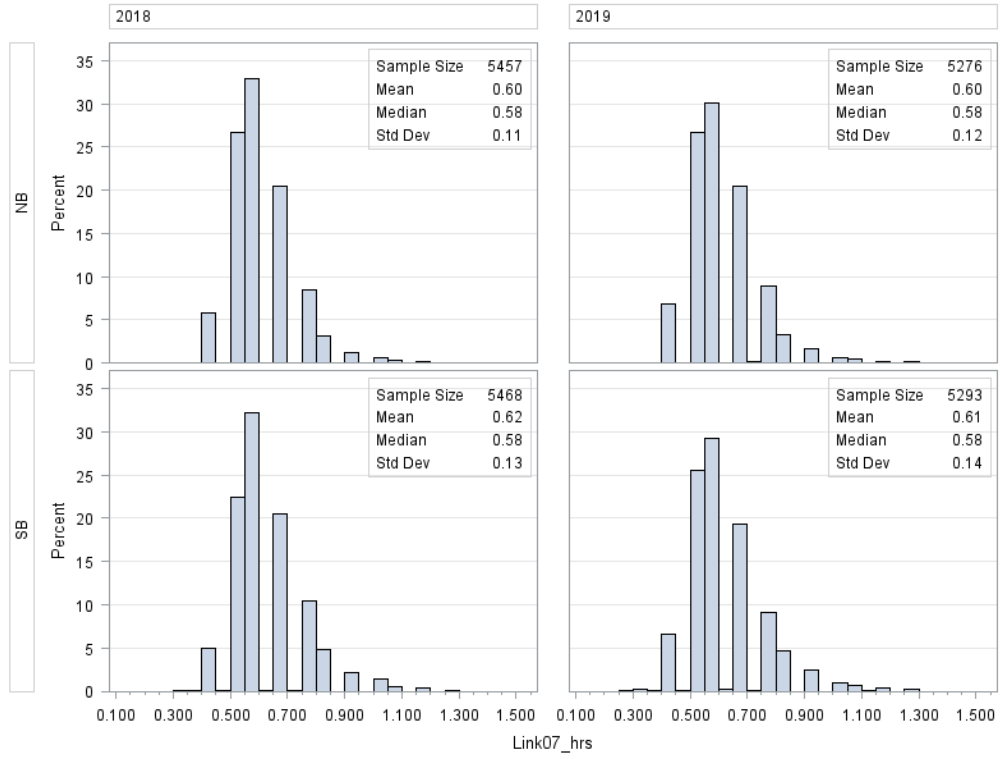 2018
2019
NB
Percent
35
30
25
20
15
10
5
0
Sample Size 5457
Mean 0.60
Median 0.58
Std Dev 0.11
Sample Size 5276
Mean 0.60
Median 0.58
Std Dev 0.12
SB
Percent
35
30
25
20
15
10
5
0
Sample Size 5468
Mean 0.62
Median 0.58
Std Dev 0.13
Sample Size 5293
Mean 0.61
Median 0.58
Std Dev 0.14
0.100 0.300 0.500 0.700 0.900 1.100 1.300 1.500
0.100 0.300 0.500 0.700 0.900 1.100 1.300 1.500
Link07_hrs